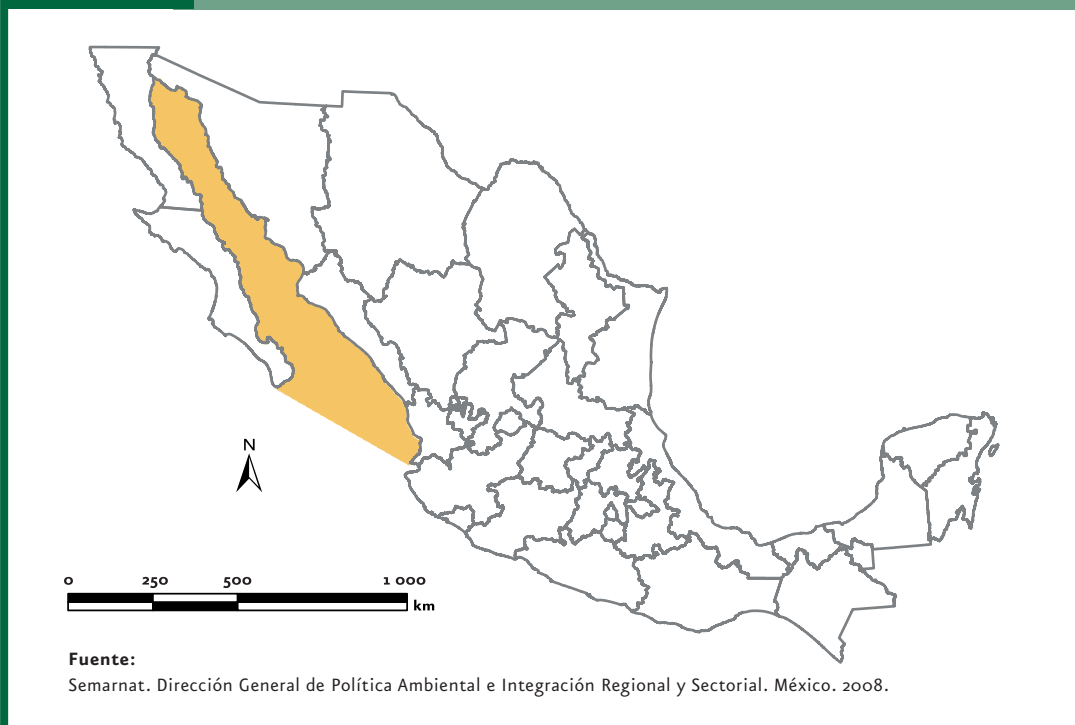 N
0 250 500 1 000
km
Fuente:
Semarnat. Dirección General de Política Ambiental e Integración Regional y Sectorial. México. 2008.